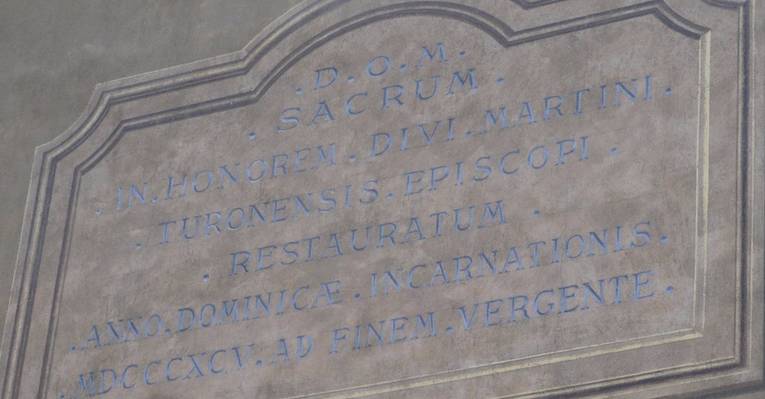 . D . O . M .
. SACRUM .
. IN . HONOREM . DIVI . MARTINI .
. TURONENSIS . EPISCOPI .
. RESTAURATUM .
. ANNO . DOMINICÆ . INCARNATIONIS .
. MDCCCXCV . AD FINEM . VERGENTE .